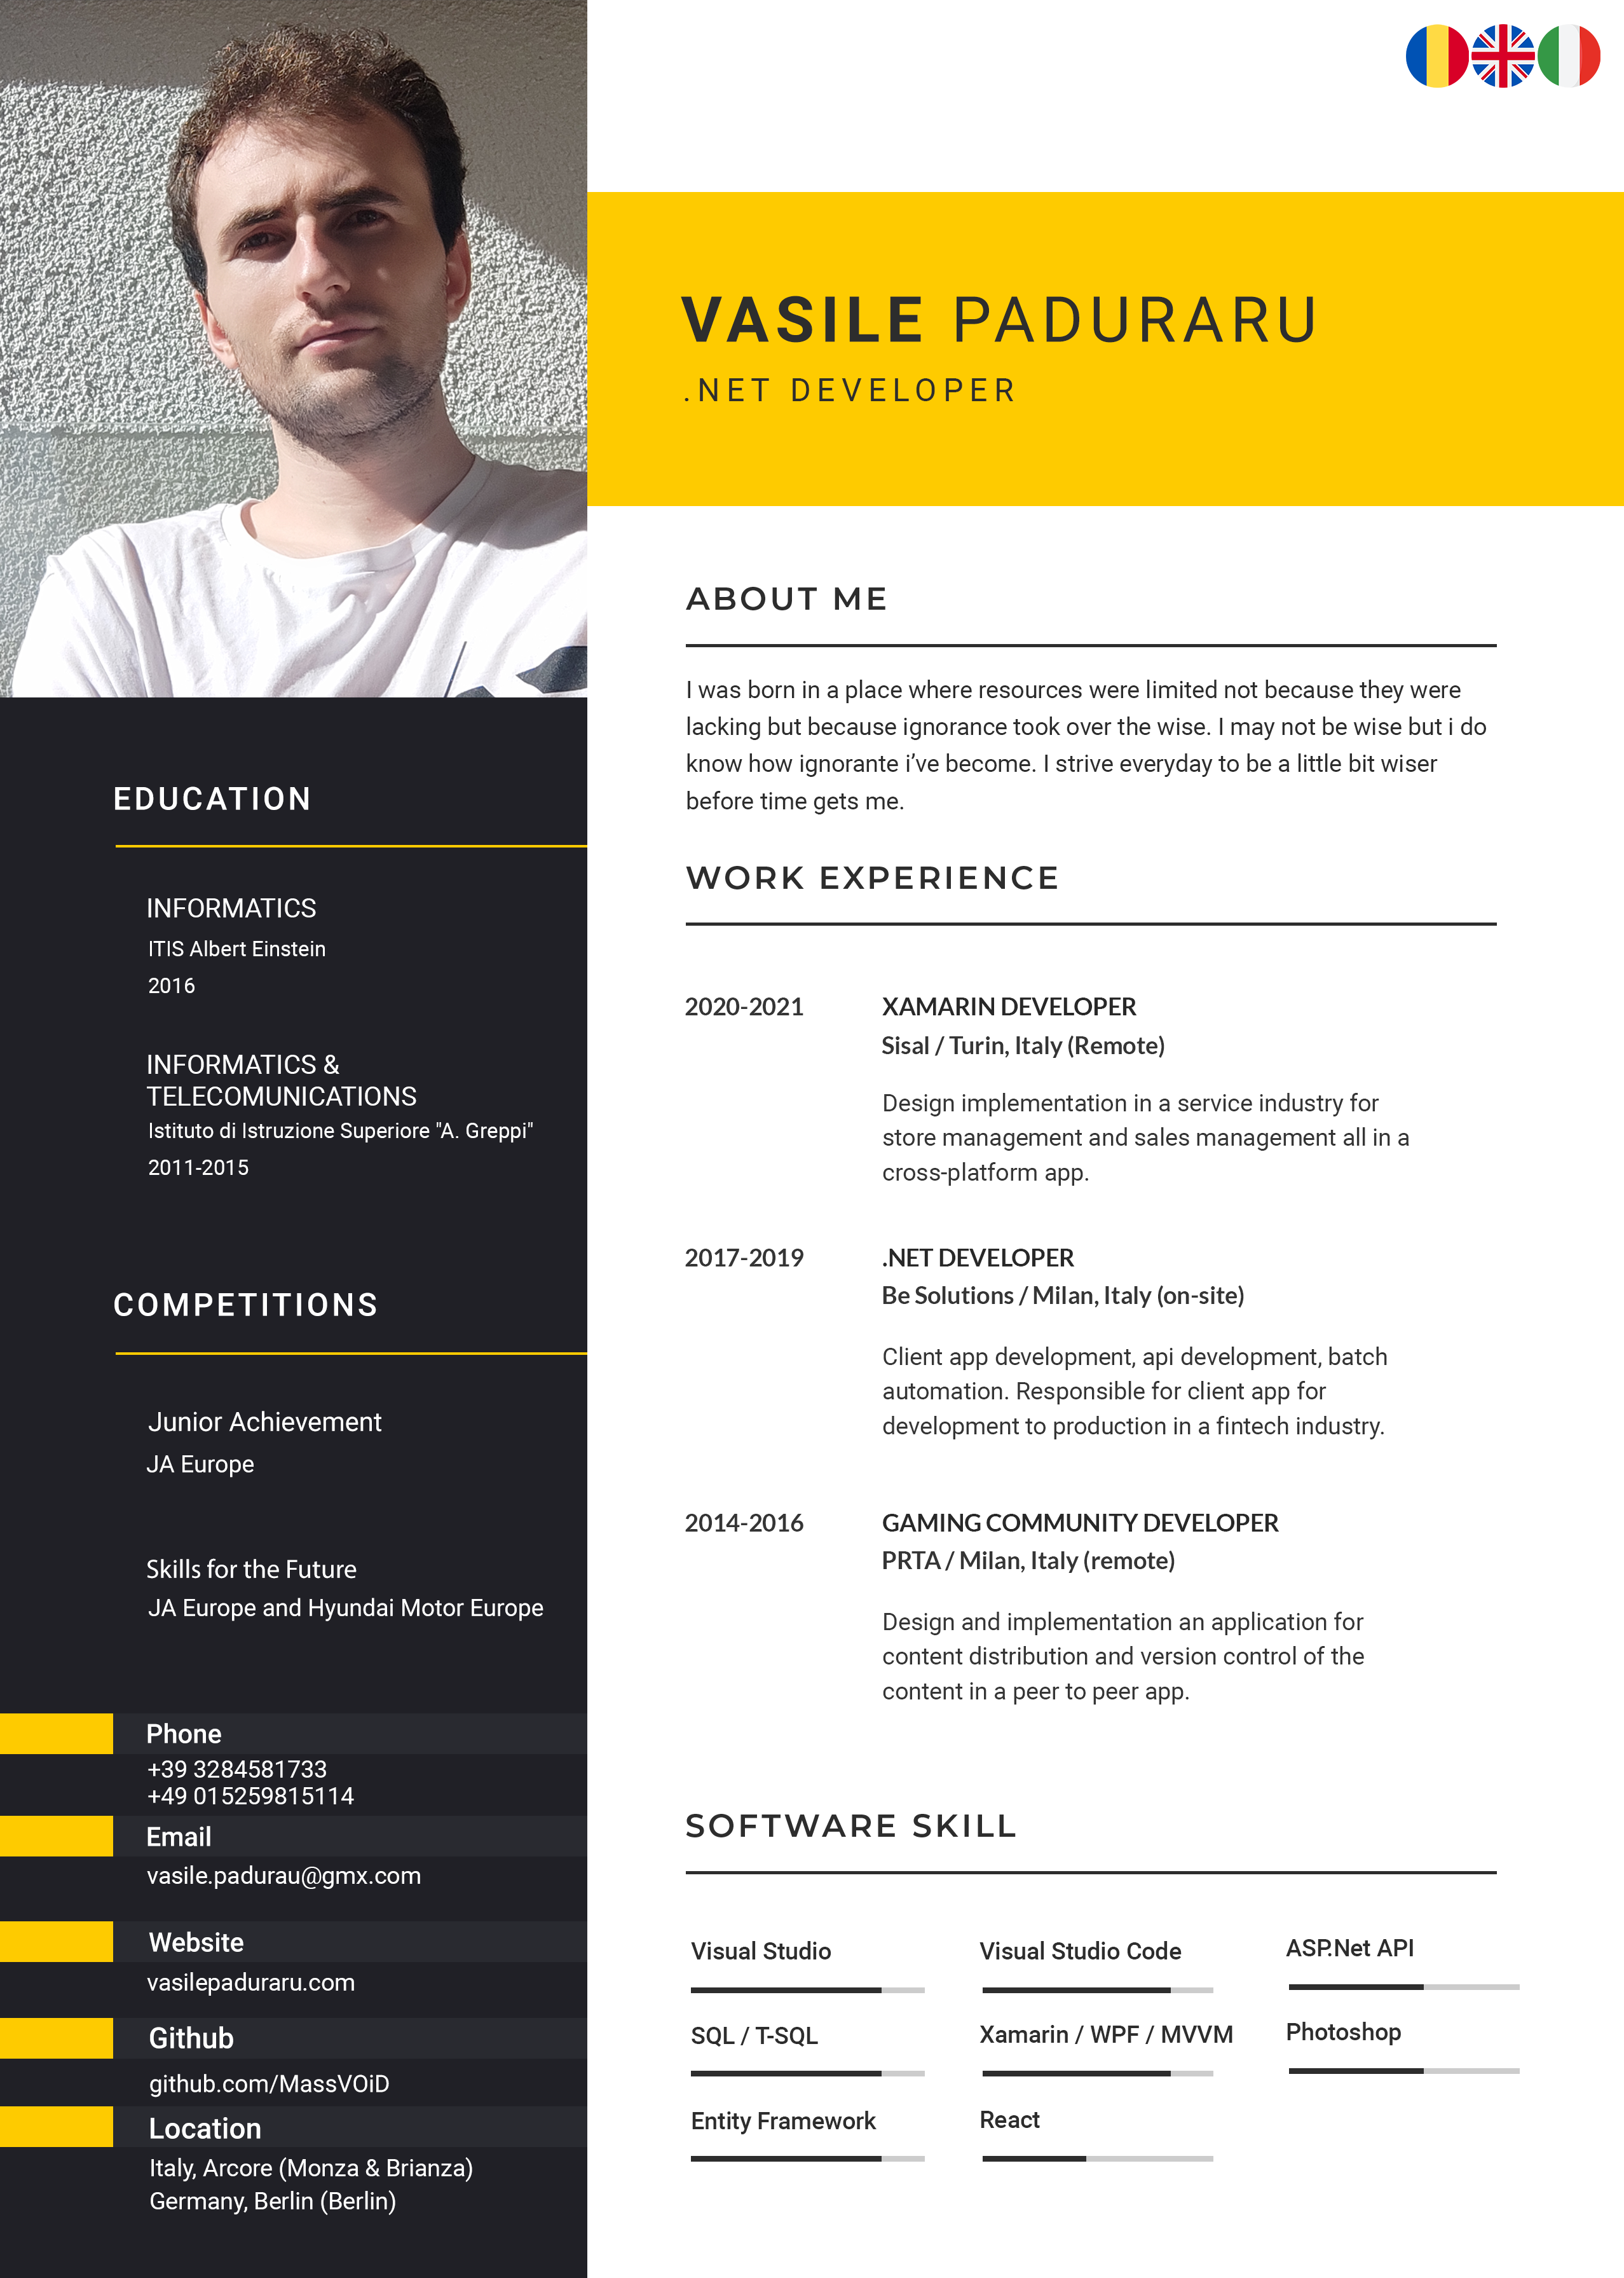 VASILE PADURARU
.NET DEVELOPER
EDUCATION
INFORMATICS
ITIS Albert Einstein
2016
INFORMATICS &
TELECOMUNICATIONS
Istituto di Istruzione Superiore "A. Greppi"
2011-2015
COMPETITIONS
Junior Achievement
JA Europe
Skills for the Future
JA Europe and Hyundai Motor Europe
Phone
+39 3284581733
+49 015259815114
Email
vasile.padurau@gmx.com
Website
vasilepaduraru.com
Github
github.com/MassVOiD
Location
Italy, Arcore (Monza & Brianza)
Germany, Berlin (Berlin)
ABOUT ME
I was born in a place where resources were limited not because they were
lacking but because ignorance took over the wise. I may not be wise but i do
know how ignorante i’ve become. I strive everyday to be a little bit wiser
before time gets me.
WORK EXPERIENCE
2020-2021
XAMARIN DEVELOPER
Sisal / Turin, Italy (Remote)
Design implementation in a service industry for
store management and sales management all in a
cross-platform app.
2017-2019
.NET DEVELOPER
Be Solutions / Milan, Italy (on-site)
Client app development, api development, batch
automation. Responsible for client app for
development to production in a fintech industry.
2014-2016
GAMING COMMUNITY DEVELOPER
PRTA / Milan, Italy (remote)
Design and implementation an application for
content distribution and version control of the
content in a peer to peer app.
SOFTWARE SKILL
Visual Studio
Visual Studio Code
ASP.Net API
SQL / T-SQL
Xamarin / WPF / MVVM
Photoshop
Entity Framework
React